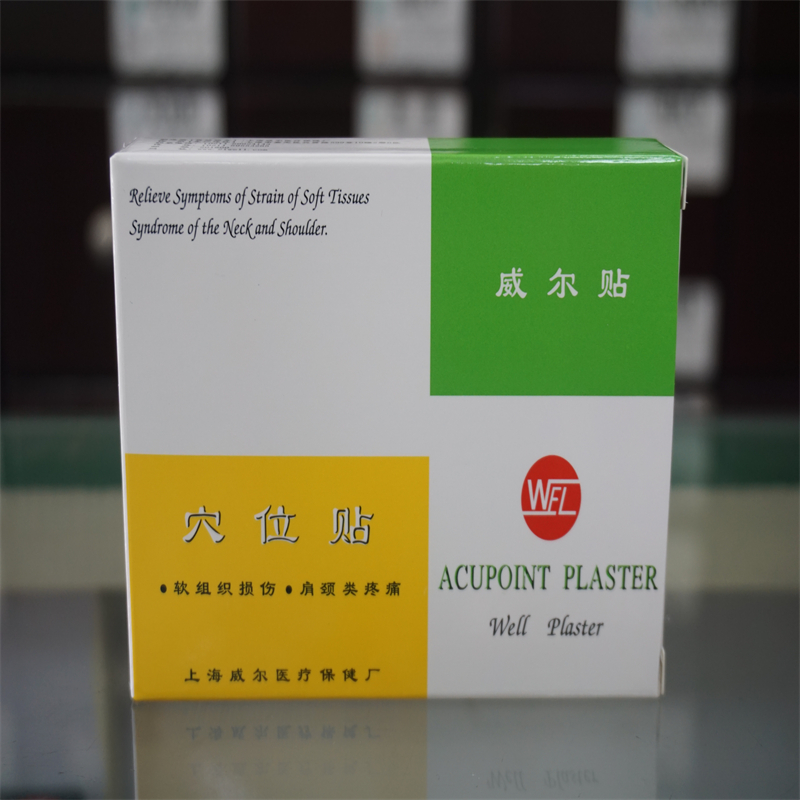 Relieve Symptoms of Strain of Soft Tissues
Syndrome of the Neck and Shoulder.
威尔贴
穴位贴
•软组织损伤•肩颈类疼痛
上海威尔医疗保健厂
WEL
ACUPOINT PLASTER
Well Plaster